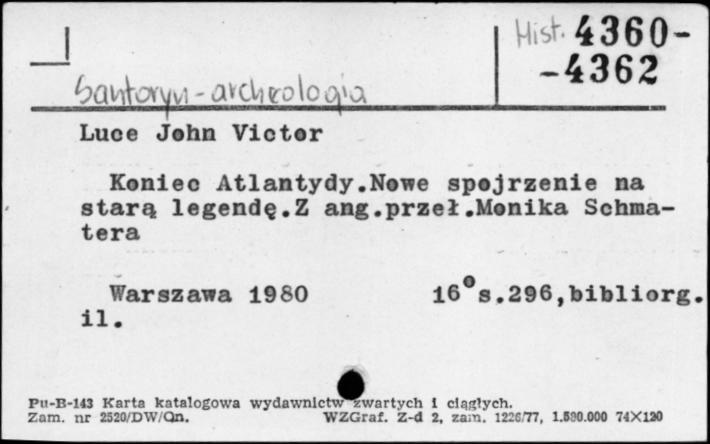 Hist. 4360-
-4362
Santoryn - archeologia
Luce John Victor
Koniec Atlantydy.Nowe spojrzenie na
starą legendę.Z ang.przeł.Monika Schma-
tera
Warszawa 1980 16° s.296,bibliorg.
il.
Pu-B-143 Karta katalogowa wydawnictw zwartych i ciągłych.
Zam. nr 2520/DW/Qn. WZGraf. Z-d 2, zam. 1226/77, 1.580.000 74X120